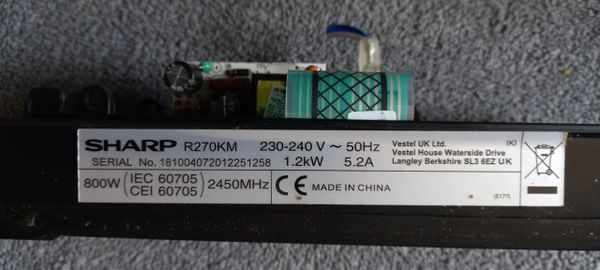 SHARP R270KM 230-240 V ~ 50Hz
SERIAL No. 181004072012251258 1.2kW 5.2A
Vestel UK Ltd. (K)
Vestel House Waterside Drive
Langley Berkshire SL3 6EZ UK
800W (IEC 60705
CEI 60705) 2450MHz
CE MADE IN CHINA
(E177)